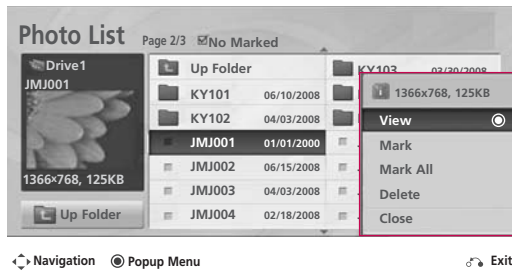 Photo List Page 2/3 No Marked
Drive1
JMJ001
1366x768, 125KB
Up Folder
Up Folder
KY101 06/10/2008
KY102 04/03/2008
JMJ001 01/01/2000
JMJ002 06/15/2008
JMJ003 04/03/2008
JMJ004 02/18/2008
KY103 03/30/2008
1366x768, 125KB
View
Mark
Mark All
Delete
Close
Navigation Popup Menu Exit